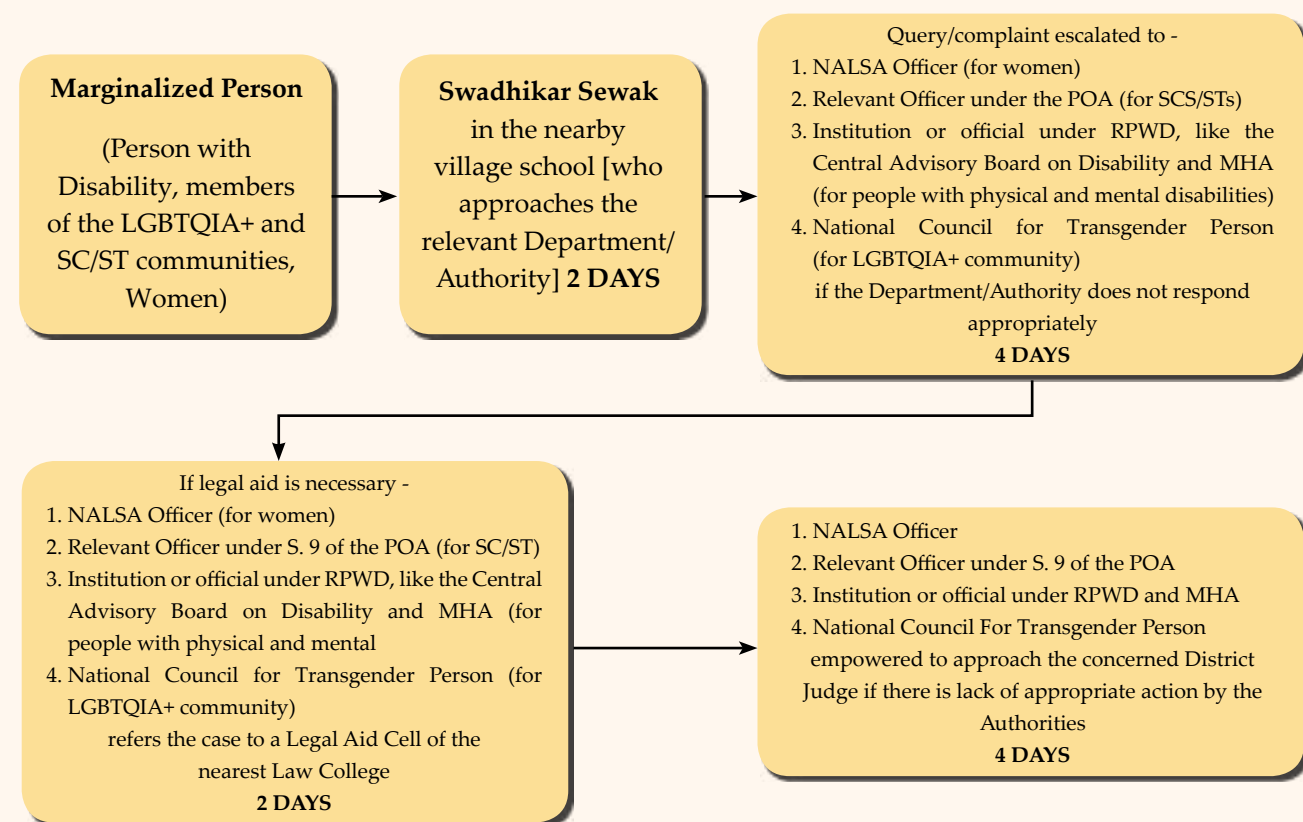 Marginalized Person
(Person with
Disability, members
of the LGBTQIA+ and
SC/ST communities,
Women)
Swadhikar Sewak
in the nearby
village school [who
approaches the
relevant Department/
Authority] 2 DAYS
Query/complaint escalated to -
1. NALSA Officer (for women)
2. Relevant Officer under the POA (for SCS/STs)
3. Institution or official under RPWD, like the
Central Advisory Board on Disability and MHA
(for people with physical and mental disabilities)
4. National Council for Transgender Person
(for LGBTQIA+ community)
if the Department/Authority does not respond
appropriately
4 DAYS
If legal aid is necessary -
1. NALSA Officer (for women)
2. Relevant Officer under S. 9 of the POA (for SC/ST)
3. Institution or official under RPWD, like the Central
Advisory Board on Disability and MHA (for
people with physical and mental
4. National Council for Transgender Person (for
LGBTQIA+ community)
refers the case to a Legal Aid Cell of the
nearest Law College
2 DAYS
1. NALSA Officer
2. Relevant Officer under S. 9 of the POA
3. Institution or official under RPWD and MHA
4. National Council For Transgender Person
empowered to approach the concerned District
Judge if there is lack of appropriate action by the
Authorities
4 DAYS